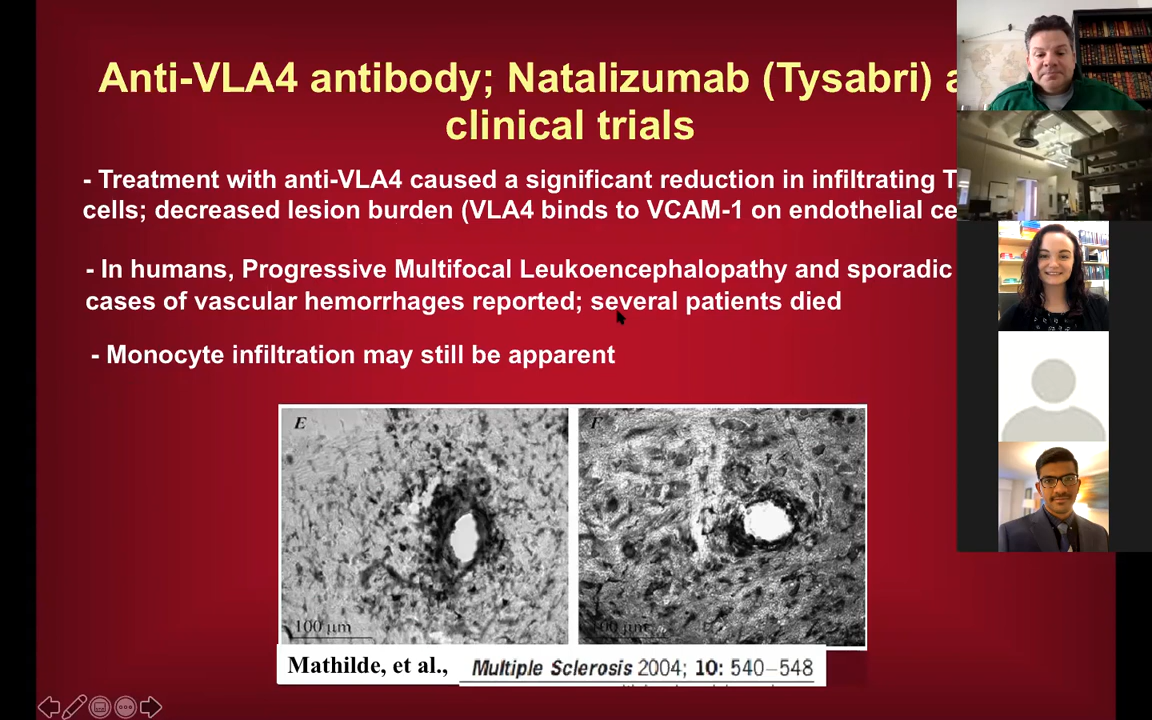 Anti-VLA4 antibody; Natalizumab (Tysabri)
clinical trials
- Treatment with anti-VLA4 caused a significant reduction in infiltrating T
cells; decreased lesion burden (VLA4 binds to VCAM-1 on endothelial ce
- In humans, Progressive Multifocal Leukoencephalopathy and sporadic
cases of vascular hemorrhages reported; several patients died
- Monocyte infiltration may still be apparent
E
100 µm
Mathilde, et al., Multiple Sclerosis 2004; 10: 540–548